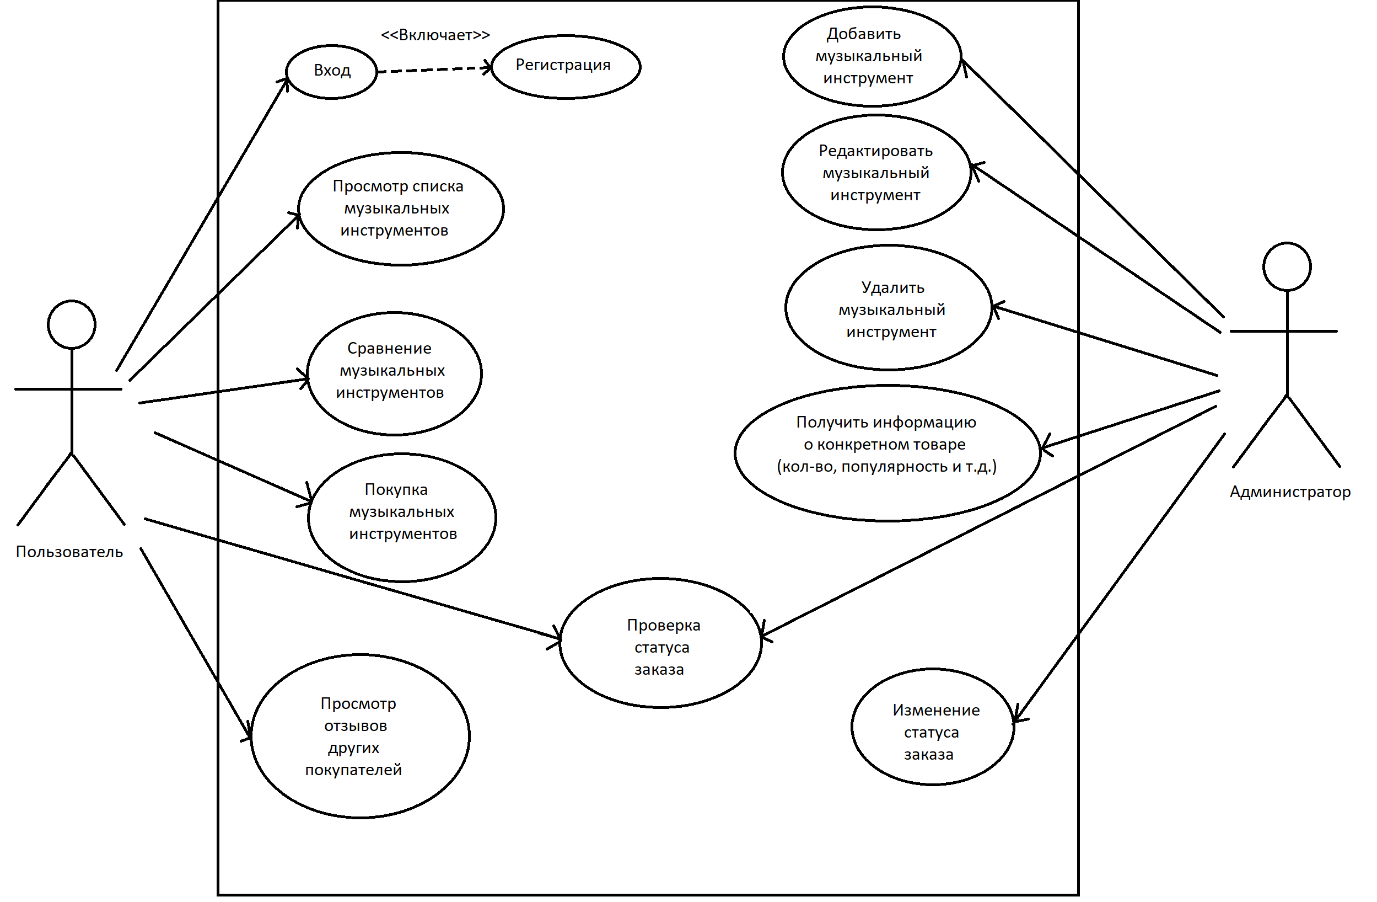 <<Включает>>
Вход
Регистрация
Просмотр списка
музыкальных
инструментов
Сравнение
музыкальных
инструментов
Покупка
музыкальных
инструментов
Пользователь
Проверка
статуса
заказа
Просмотр
отзывов
других
покупателей
Добавить
музыкальный
инструмент
Редактировать
музыкальный
инструмент
Удалить
музыкальный
инструмент
Получить информацию
о конкретном товаре
(кол-во, популярность и т.д.)
Администратор
Изменение
статуса
заказа